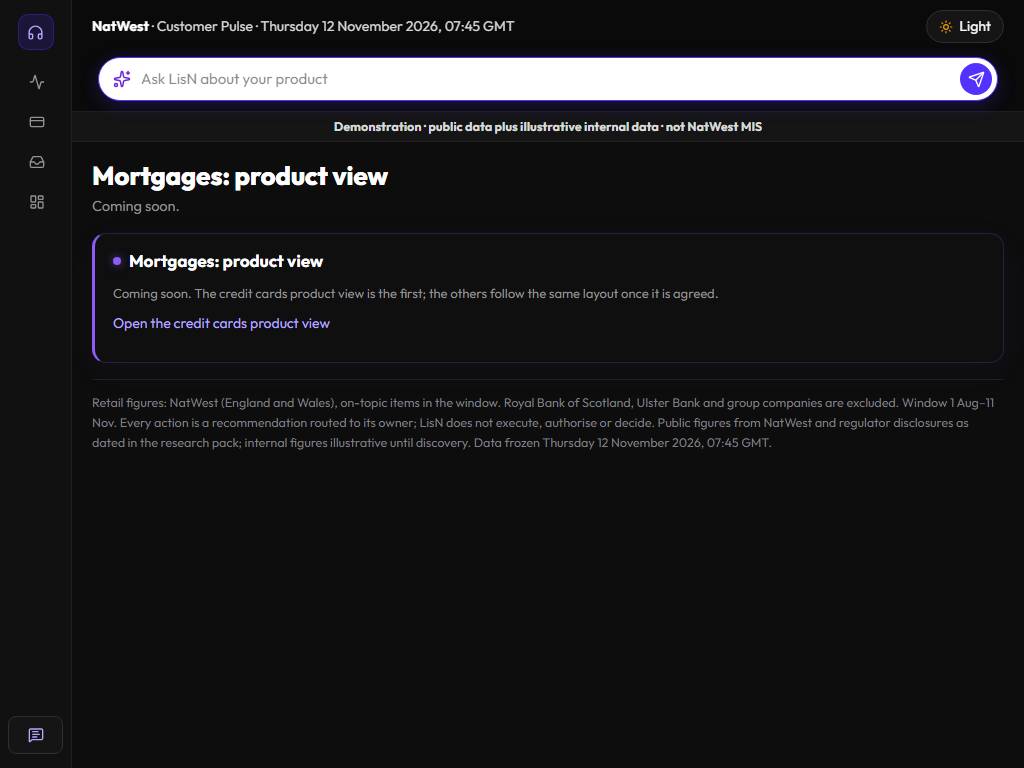 NatWest · Customer Pulse · Thursday 12 November 2026, 07:45 GMT
Light
Ask LisN about your product
Demonstration · public data plus illustrative internal data · not NatWest MIS
Mortgages: product view
Coming soon.
Mortgages: product view
Coming soon. The credit cards product view is the first; the others follow the same layout once it is agreed.
Open the credit cards product view
Retail figures: NatWest (England and Wales), on-topic items in the window. Royal Bank of Scotland, Ulster Bank and group companies are excluded. Window 1 Aug–11
Nov. Every action is a recommendation routed to its owner; LisN does not execute, authorise or decide. Public figures from NatWest and regulator disclosures as
dated in the research pack; internal figures illustrative until discovery. Data frozen Thursday 12 November 2026, 07:45 GMT.